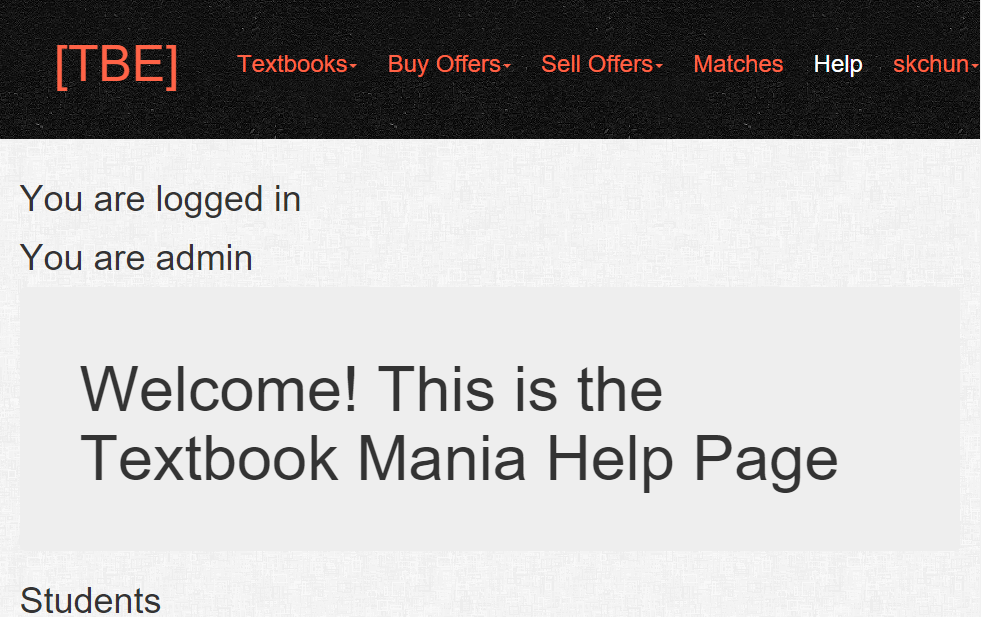 [TBE] Textbooks Buy Offers Sell Offers Matches Help skchun
You are logged in
You are admin
Welcome! This is the
Textbook Mania Help Page
Students